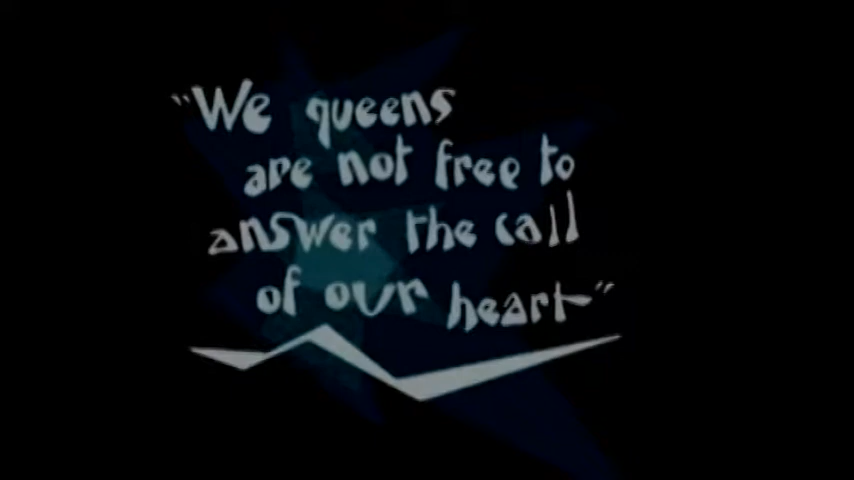 "We queens
are not free to
answer the call
of our heart"